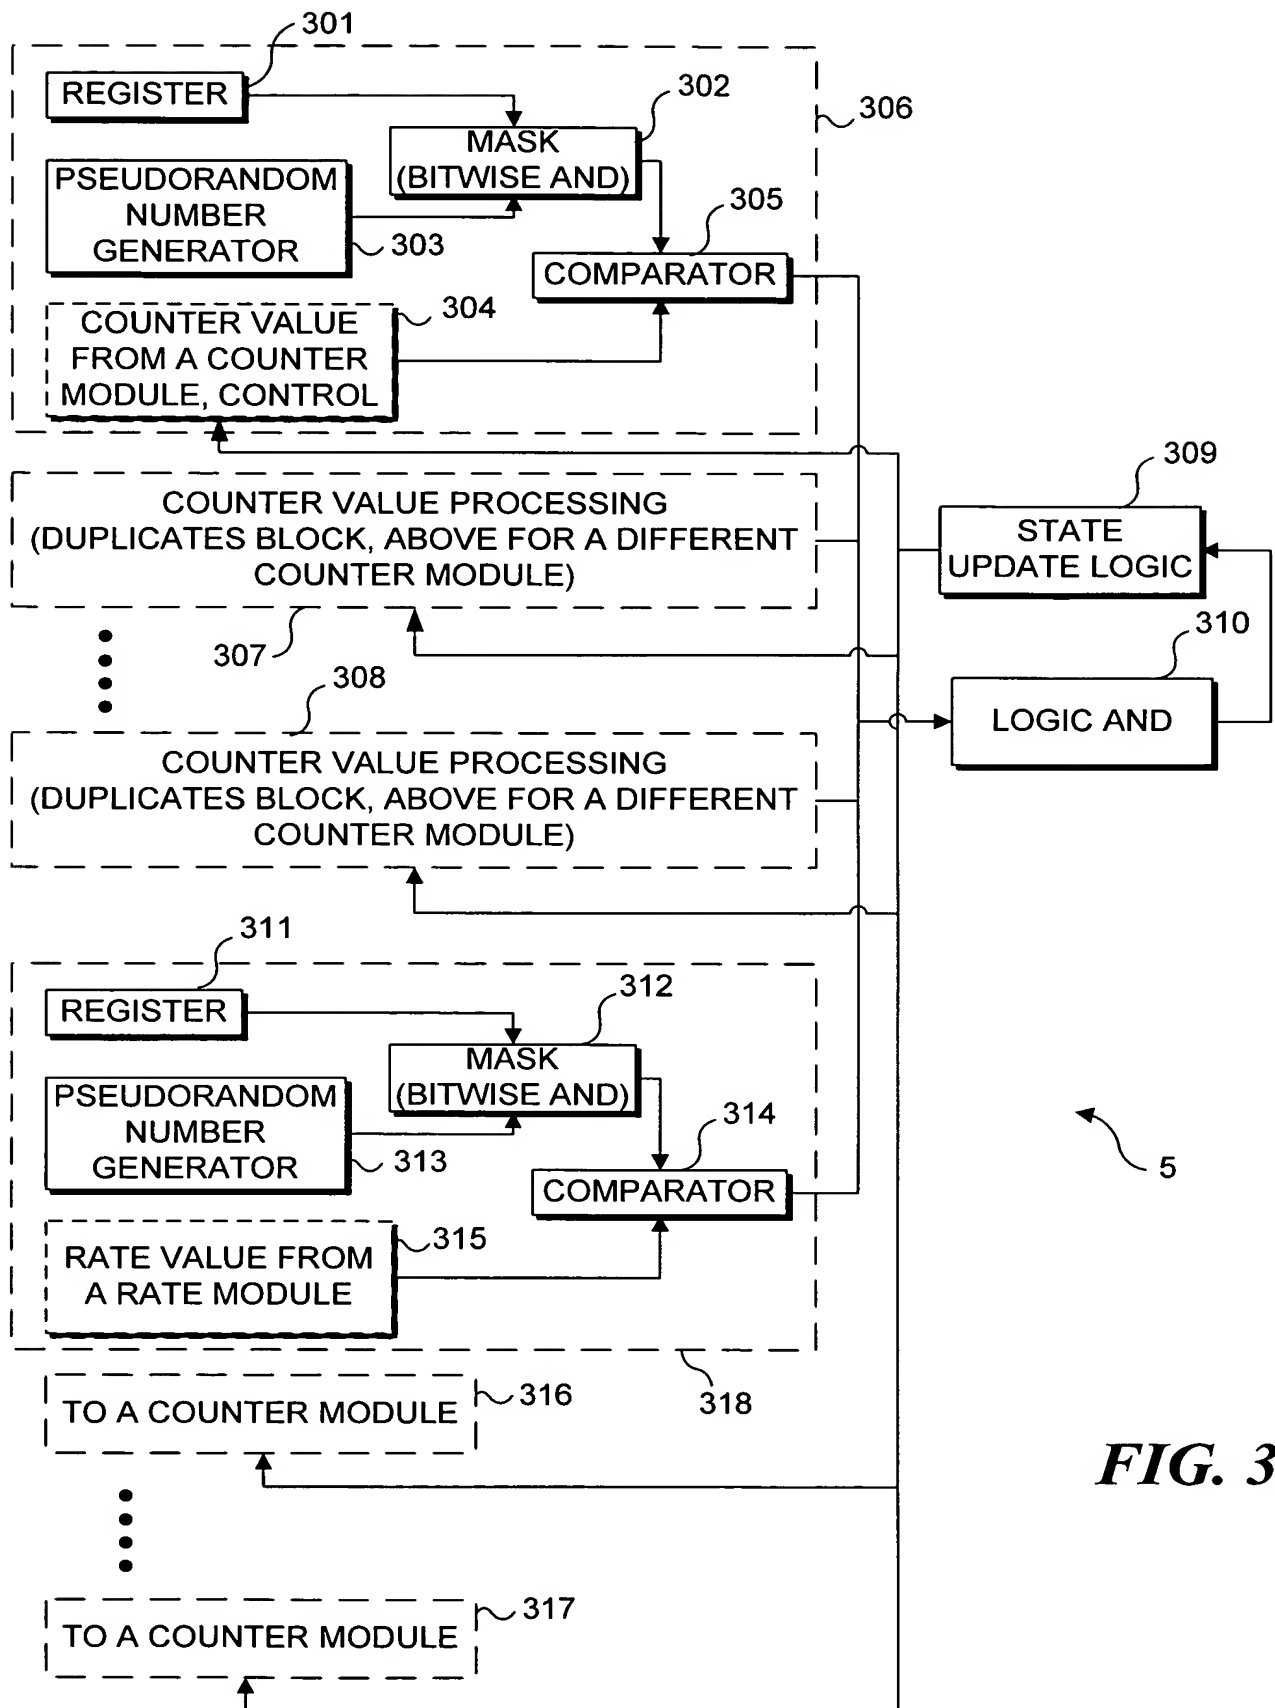 301
REGISTER
302
306
MASK
(BITWISE AND)
PSEUDORANDOM
NUMBER
GENERATOR
303
305
COMPARATOR
304
COUNTER VALUE
FROM A COUNTER
MODULE, CONTROL
309
COUNTER VALUE PROCESSING
(DUPLICATES BLOCK, ABOVE FOR A DIFFERENT
COUNTER MODULE)
STATE
UPDATE LOGIC
307
310
308
LOGIC AND
COUNTER VALUE PROCESSING
(DUPLICATES BLOCK, ABOVE FOR A DIFFERENT
COUNTER MODULE)
311
REGISTER
312
MASK
(BITWISE AND)
PSEUDORANDOM
NUMBER
GENERATOR
313
314
COMPARATOR
5
315
RATE VALUE FROM
A RATE MODULE
318
316
TO A COUNTER MODULE
FIG. 3
317
TO A COUNTER MODULE